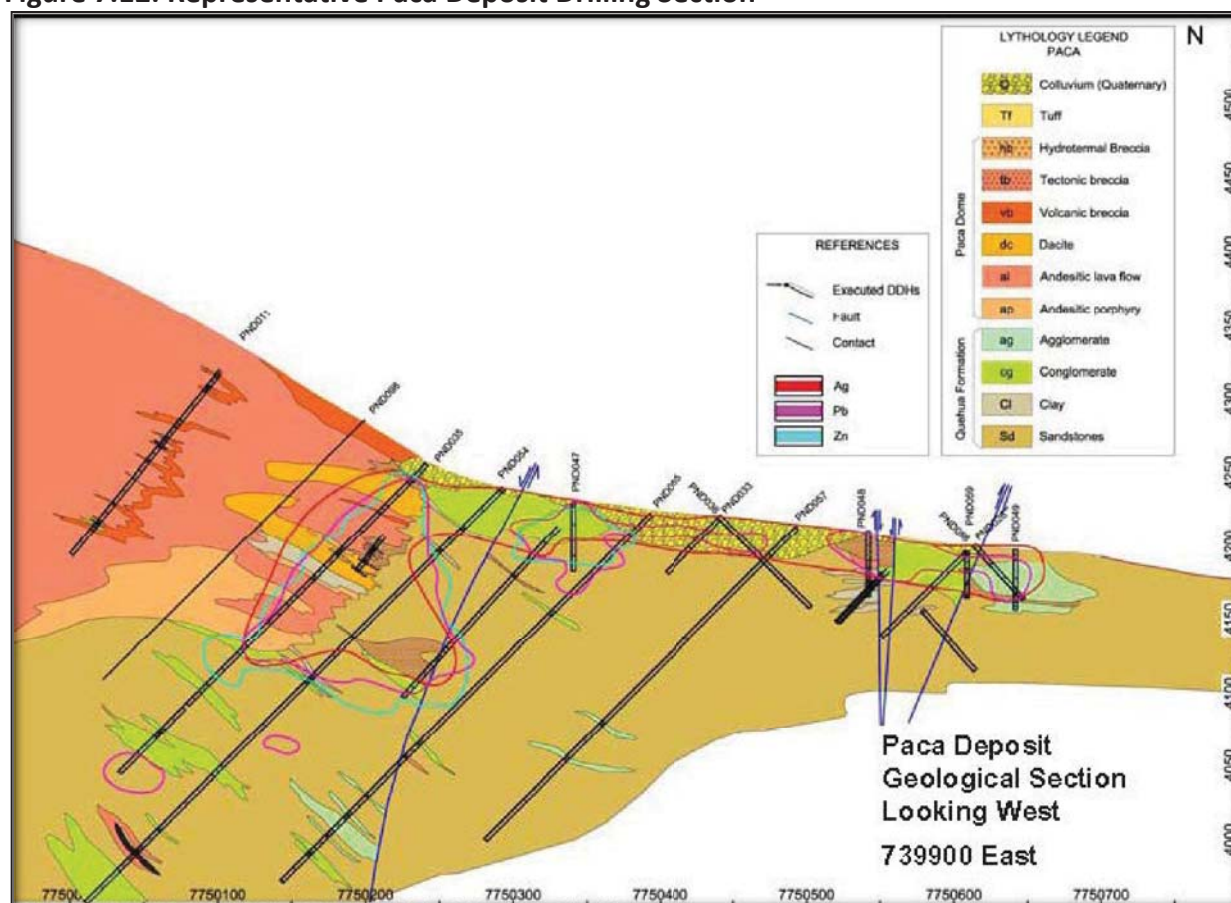 Figure 7.12: Representative Paca Deposit Drilling Section
N
LYTHOLOGY LEGEND
PACA
Q Colluvium (Quaternary)
Tf Tuff
Paca Dome
hb Hydrotermal Breccia
tb Tectonic breccia
vb Volcanic breccia
dc Dacite
al Andesitic lava flow
ap Andesitic porphyry
Quehua Formation
ag Agglomerate
cg Conglomerate
Cl Clay
Sd Sandstones
REFERENCES
Executed DDHs
Fault
Contact
Ag
Pb
Zn
4500
4450
4400
4350
4300
4250
4200
4150
4100
4050
4000
PND011
PND035
PND047
PND055
PND033
PND057
PND048
PND059
PND049
Paca Deposit
Geological Section
Looking West
739900 East
77500
7750100
7750200
7750300
7750400
7750500
7750600
7750700